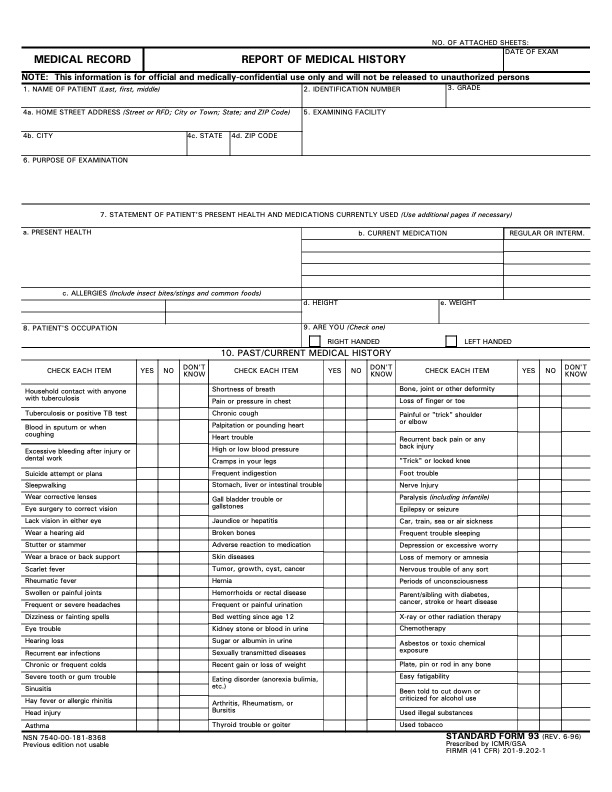 NO. OF ATTACHED SHEETS:
MEDICAL RECORD
REPORT OF MEDICAL HISTORY
DATE OF EXAM
NOTE: This information is for official and medically-confidential use only and will not be released to unauthorized persons
1. NAME OF PATIENT (Last, first, middle)
2. IDENTIFICATION NUMBER
3. GRADE
4a. HOME STREET ADDRESS (Street or RFD; City or Town; State; and ZIP Code)
5. EXAMINING FACILITY
4b. CITY
4c. STATE
4d. ZIP CODE
6. PURPOSE OF EXAMINATION
7. STATEMENT OF PATIENT'S PRESENT HEALTH AND MEDICATIONS CURRENTLY USED (Use additional pages if necessary)
a. PRESENT HEALTH
b. CURRENT MEDICATION
REGULAR OR INTERM.
c. ALLERGIES (Include insect bites/stings and common foods)
d. HEIGHT
e. WEIGHT
8. PATIENT'S OCCUPATION
9. ARE YOU (Check one)
RIGHT HANDED
LEFT HANDED
10. PAST/CURRENT MEDICAL HISTORY
CHECK EACH ITEM
YES
NO
DON'T
KNOW
Household contact with anyone
with tuberculosis
Tuberculosis or positive TB test
Blood in sputum or when
coughing
Excessive bleeding after injury or
dental work
Suicide attempt or plans
Sleepwalking
Wear corrective lenses
Eye surgery to correct vision
Lack vision in either eye
Wear a hearing aid
Stutter or stammer
Wear a brace or back support
Scarlet fever
Rheumatic fever
Swollen or painful joints
Frequent or severe headaches
Dizziness or fainting spells
Eye trouble
Hearing loss
Recurrent ear infections
Chronic or frequent colds
Severe tooth or gum trouble
Sinusitis
Hay fever or allergic rhinitis
Head injury
Asthma
CHECK EACH ITEM
YES
NO
DON'T
KNOW
Shortness of breath
Pain or pressure in chest
Chronic cough
Palpitation or pounding heart
Heart trouble
High or low blood pressure
Cramps in your legs
Frequent indigestion
Stomach, liver or intestinal trouble
Gall bladder trouble or
gallstones
Jaundice or hepatitis
Broken bones
Adverse reaction to medication
Skin diseases
Tumor, growth, cyst, cancer
Hernia
Hemorrhoids or rectal disease
Frequent or painful urination
Bed wetting since age 12
Kidney stone or blood in urine
Sugar or albumin in urine
Sexually transmitted diseases
Recent gain or loss of weight
Eating disorder (anorexia bulimia,
etc.)
Arthritis, Rheumatism, or
Bursitis
Thyroid trouble or goiter
CHECK EACH ITEM
YES
NO
DON'T
KNOW
Bone, joint or other deformity
Loss of finger or toe
Painful or "trick" shoulder
or elbow
Recurrent back pain or any
back injury
"Trick" or locked knee
Foot trouble
Nerve Injury
Paralysis (including infantile)
Epilepsy or seizure
Car, train, sea or air sickness
Frequent trouble sleeping
Depression or excessive worry
Loss of memory or amnesia
Nervous trouble of any sort
Periods of unconsciousness
Parent/sibling with diabetes,
cancer, stroke or heart disease
X-ray or other radiation therapy
Chemotherapy
Asbestos or toxic chemical
exposure
Plate, pin or rod in any bone
Easy fatigability
Been told to cut down or
criticized for alcohol use
Used illegal substances
Used tobacco
NSN 7540-00-181-8368
Previous edition not usable
STANDARD FORM 93 (REV. 6-96)
Prescribed by ICMR/GSA
FIRMR (41 CFR) 201-9.202-1